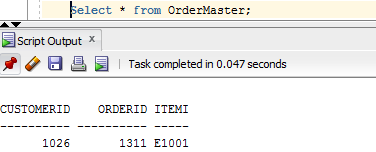 Select * from OrderMaster;
Script Output x
Task completed in 0.047 seconds
CUSTOMERID ORDERID ITEMI
---------- ---------- -----
1026 1311 E1001